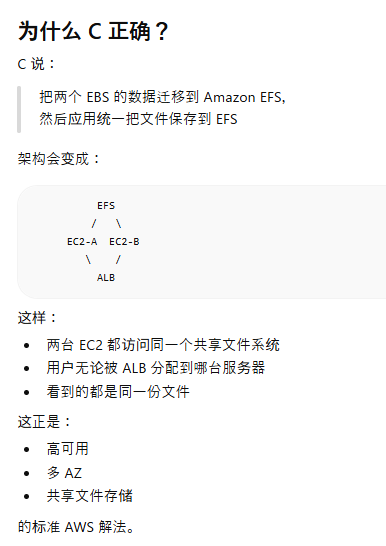 为什么 C 正确？
C 说：
把两个 EBS 的数据迁移到 Amazon EFS,
然后应用统一把文件保存到 EFS
架构会变成：
EFS
/ \
EC2-A EC2-B
\ /
ALB
这样：
• 两台 EC2 都访问同一个共享文件系统
• 用户无论被 ALB 分配到哪台服务器
• 看到的都是同一份文件
这正是：
• 高可用
• 多 AZ
• 共享文件存储
的标准 AWS 解法。